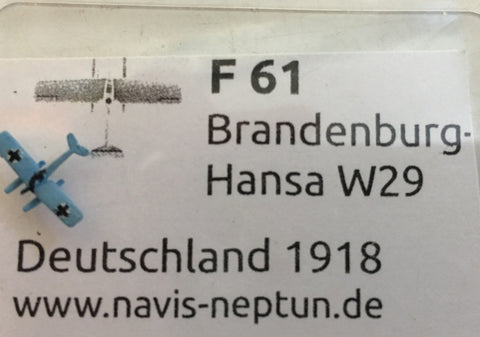 F 61
Brandenburg-
Hansa W29
Deutschland 1918
www.navis-neptun.de